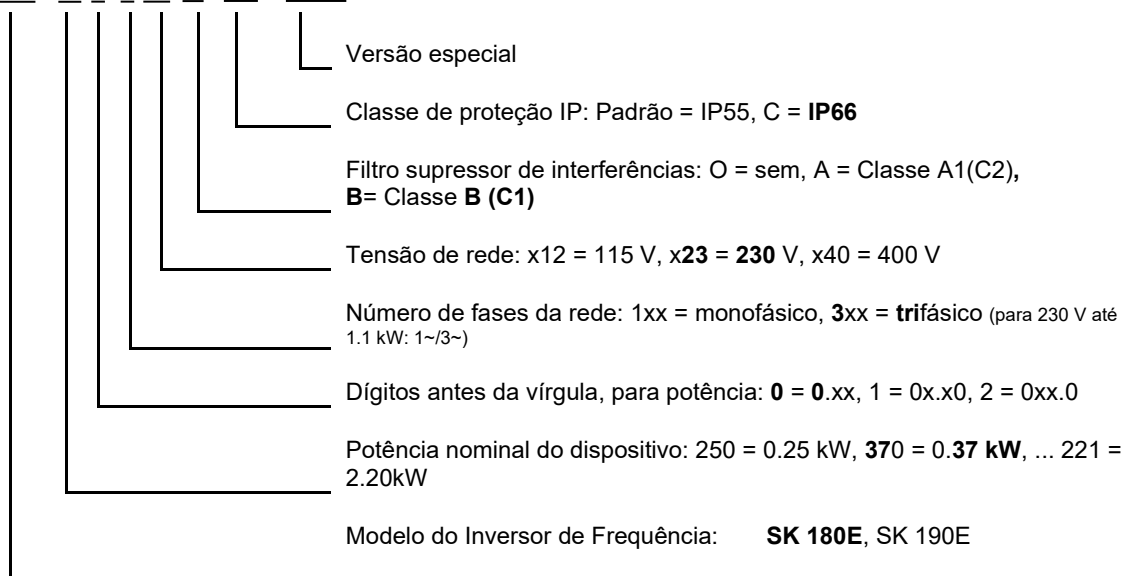 Versão especial
Classe de proteção IP: Padrão = IP55, C = IP66
Filtro supressor de interferências: O = sem, A = Classe A1(C2),
B= Classe B (C1)
Tensão de rede: x12 = 115 V, x23 = 230 V, x40 = 400 V
Número de fases da rede: 1xx = monofásico, 3xx = trifásico (para 230 V até
1.1 kW: 1~/3~)
Dígitos antes da vírgula, para potência: 0 = 0.xx, 1 = 0x.x0, 2 = 0xx.0
Potência nominal do dispositivo: 250 = 0.25 kW, 370 = 0.37 kW, ... 221 =
2.20kW
Modelo do Inversor de Frequência: SK 180E, SK 190E